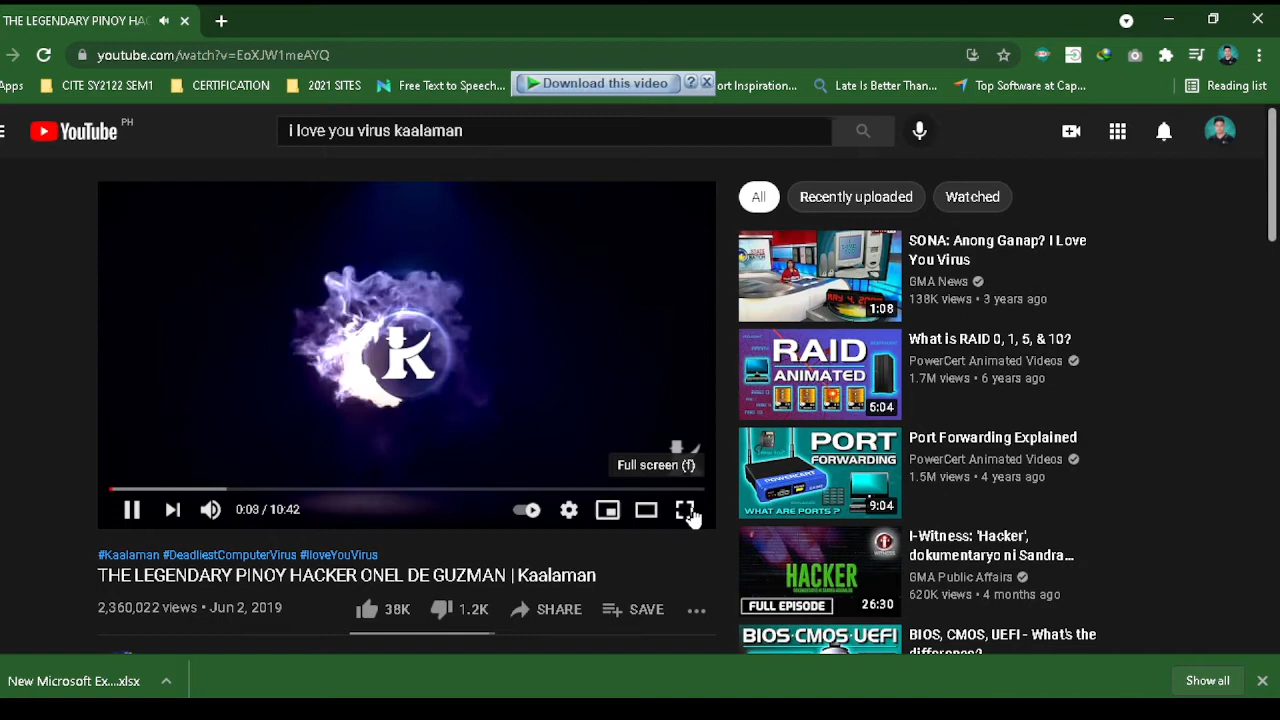 THE LEGENDARY PINOY HAC
youtube.com/watch?v=EoXJW1meAYQ
Apps
CITE SY2122 SEM1
CERTIFICATION
2021 SITES
Free Text to Speech...
Download this video
?
ort Inspiration...
Late Is Better Than...
Top Software at Cap...
Reading list
YouTube PH
i love you virus kaalaman
All
Recently uploaded
Watched
K
Full screen (f)
0:08 / 10:42
#Kaalaman #DeadliestComputerVirus #IloveYouVirus
THE LEGENDARY PINOY HACKER ONEL DE GUZMAN | Kaalaman
2,360,022 views • Jun 2, 2019
38K
1.2K
SHARE
SAVE
MAY 4, 20
1:08
SONA: Anong Ganap? I Love
You Virus
GMA News
138K views • 3 years ago
RAID
ANIMATED
5:04
What is RAID 0, 1, 5, & 10?
PowerCert Animated Videos
1.7M views • 6 years ago
PORT
FORWARDING
POWERCERT
WHAT ARE PORTS ?
9:04
Port Forwarding Explained
PowerCert Animated Videos
1.5M views • 4 years ago
HACKER
FULL EPISODE
26:30
I-Witness: 'Hacker',
dokumentaryo ni Sandra...
GMA Public Affairs
620K views • 4 months ago
BIOS•CMOS•UEFI
BIOS, CMOS, UEFI - What's the
difference?
New Microsoft Ex....xlsx
Show all